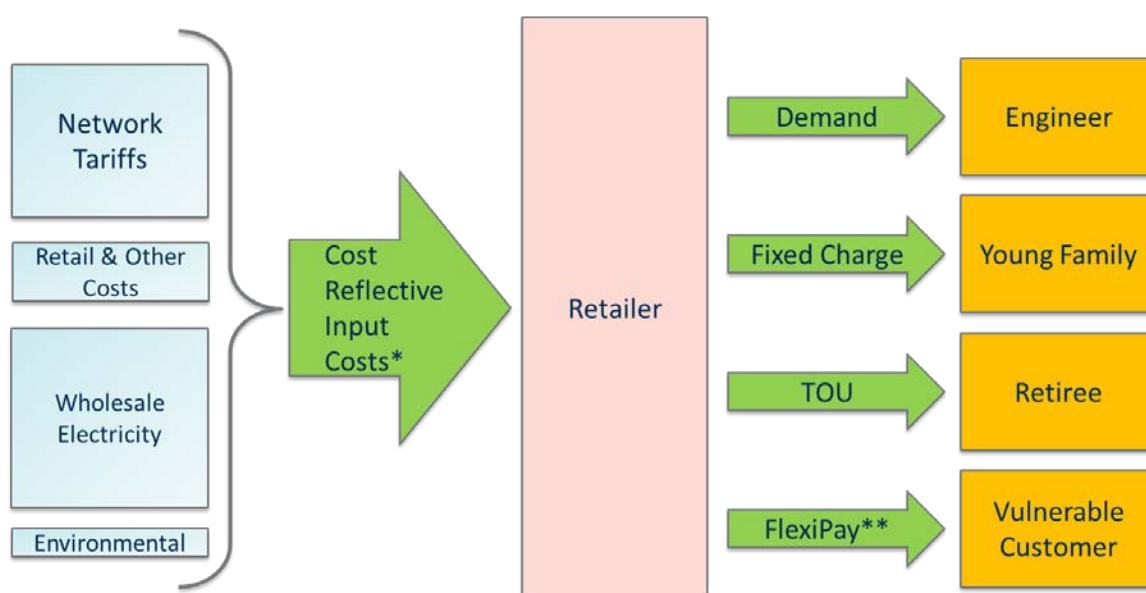 Network
Tariffs
Retail & Other
Costs
Wholesale
Electricity
Environmental
Cost
Reflective
Input
Costs*
Retailer
Demand
Engineer
Fixed Charge
Young Family
TOU
Retiree
FlexiPay**
Vulnerable
Customer